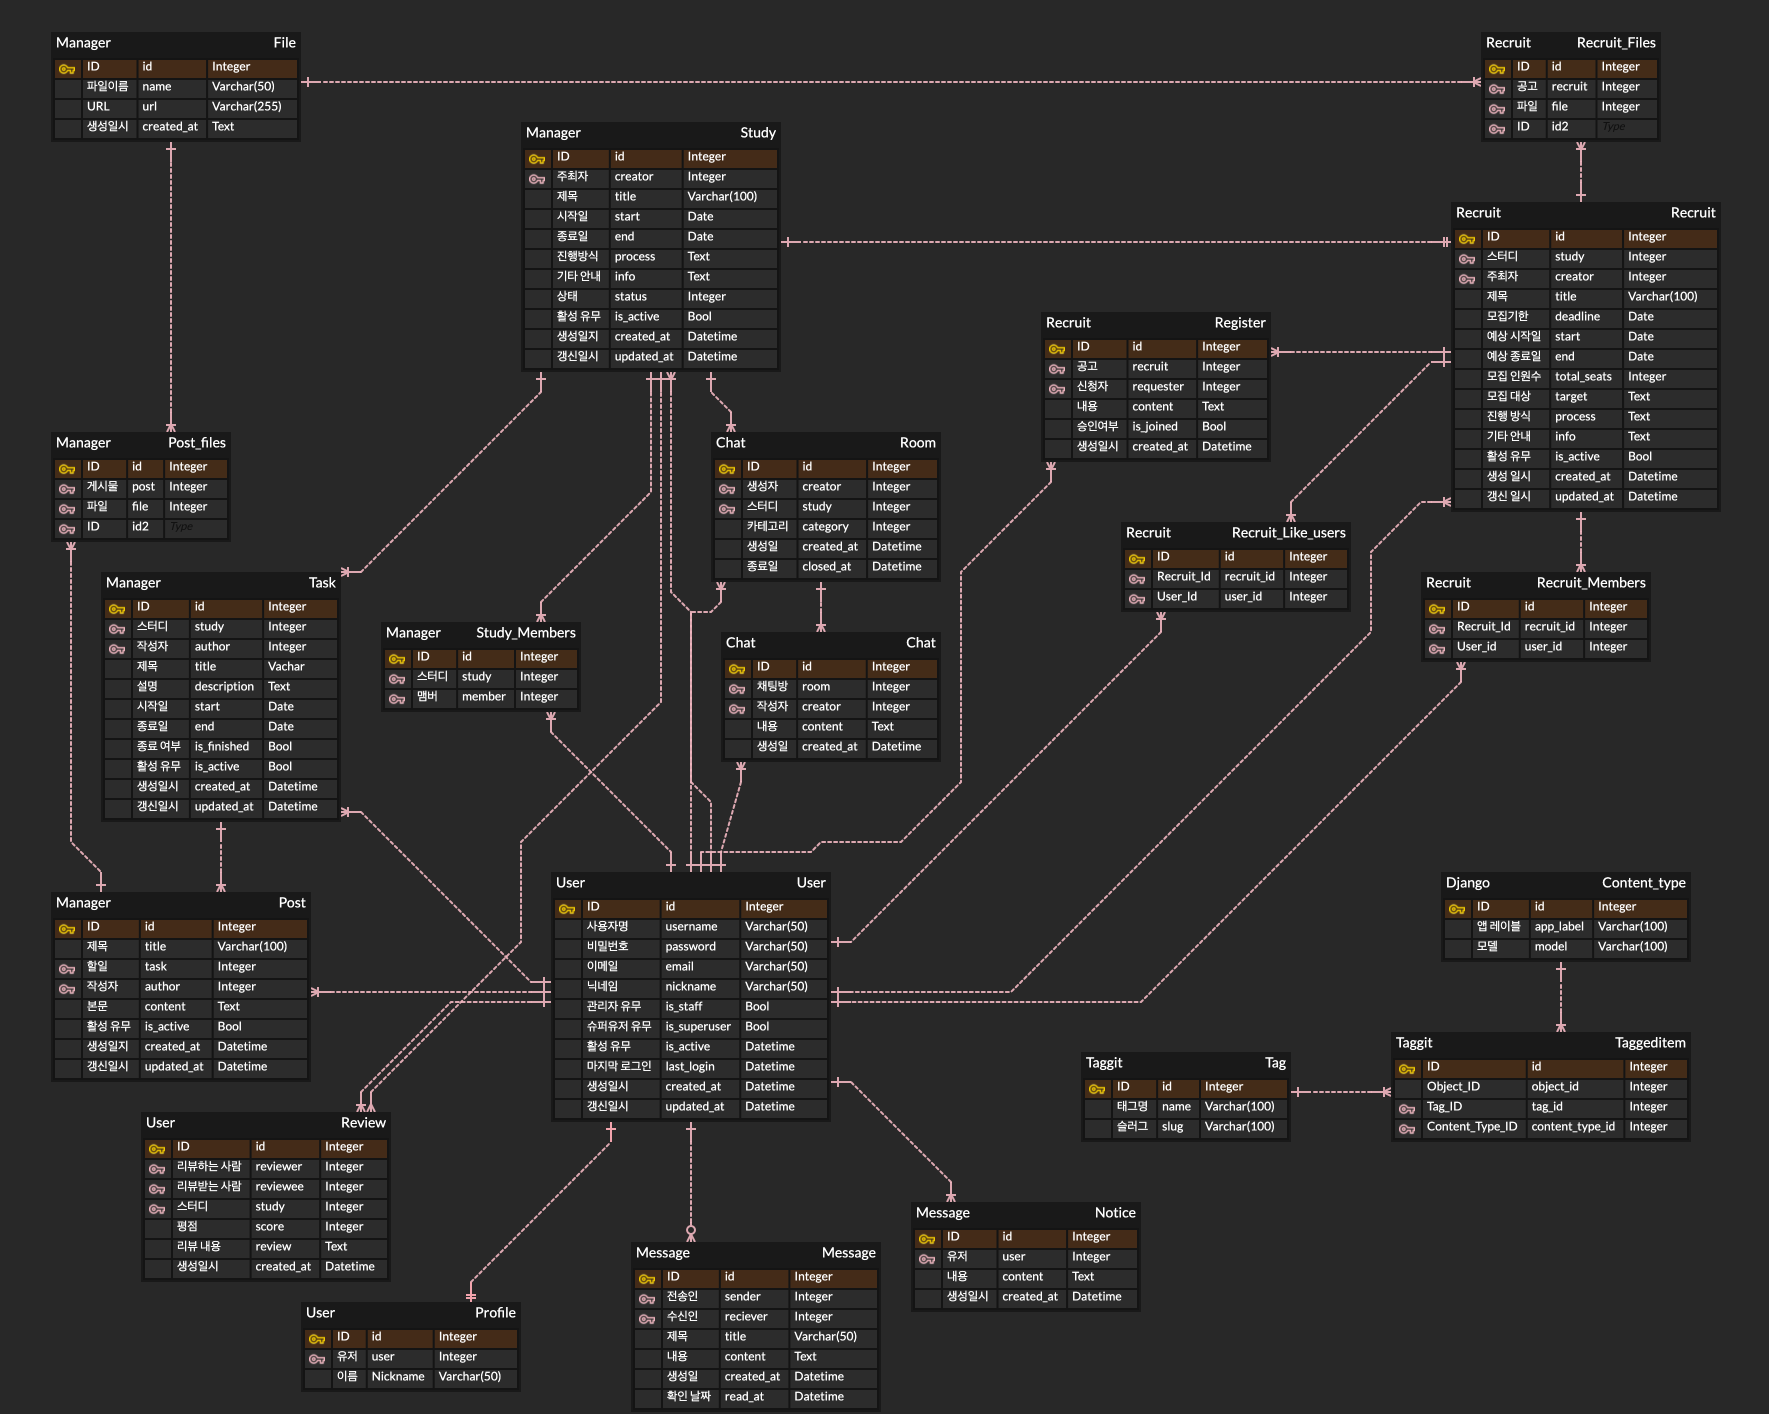 Manager File
ID id Integer
파일이름 name Varchar(50)
URL url Varchar(255)
생성일시 created_at Text
Recruit Recruit_Files
ID id Integer
공고 recruit Integer
파일 file Integer
ID id2 Type
Manager Study
ID id Integer
주최자 creator Integer
제목 title Varchar(100)
시작일 start Date
종료일 end Date
진행방식 process Text
기타 안내 info Text
상태 status Integer
활성 유무 is_active Bool
생성일지 created_at Datetime
갱신일시 updated_at Datetime
Recruit Recruit
ID id Integer
스터디 study Integer
주최자 creator Integer
제목 title Varchar(100)
모집기한 deadline Date
예상 시작일 start Date
예상 종료일 end Date
모집 인원수 total_seats Integer
모집 대상 target Text
진행 방식 process Text
기타 안내 info Text
활성 유무 is_active Bool
생성 일시 created_at Datetime
갱신 일시 updated_at Datetime
Recruit Register
ID id Integer
공고 recruit Integer
신청자 requester Integer
내용 content Text
승인여부 is_joined Bool
생성일시 created_at Datetime
Manager Post_files
ID id Integer
게시물 post Integer
파일 file Integer
ID id2 Type
Chat Room
ID id Integer
생성자 creator Integer
스터디 study Integer
카테고리 category Integer
생성일 created_at Datetime
종료일 closed_at Datetime
Recruit Recruit_Like_users
ID id Integer
Recruit_Id recruit_id Integer
User_Id user_id Integer
Recruit Recruit_Members
ID id Integer
Recruit_Id recruit_id Integer
User_id user_id Integer
Manager Task
ID id Integer
스터디 study Integer
작성자 author Integer
제목 title Vachar
설명 description Text
시작일 start Date
종료일 end Date
종료 여부 is_finished Bool
활성 유무 is_active Bool
생성일시 created_at Datetime
갱신일시 updated_at Datetime
Manager Study_Members
ID id Integer
스터디 study Integer
맴버 member Integer
Chat Chat
ID id Integer
채팅방 room Integer
작성자 creator Integer
내용 content Text
생성일 created_at Datetime
Manager Post
ID id Integer
제목 title Varchar(100)
할일 task Integer
작성자 author Integer
본문 content Text
활성 유무 is_active Bool
생성일지 created_at Datetime
갱신일시 updated_at Datetime
User User
ID id Integer
사용자명 username Varchar(50)
비밀번호 password Varchar(50)
이메일 email Varchar(50)
닉네임 nickname Varchar(50)
관리자 유무 is_staff Bool
슈퍼유저 유무 is_superuser Bool
활성 유무 is_active Datetime
마지막 로그인 last_login Datetime
생성일시 created_at Datetime
갱신일시 updated_at Datetime
Django Content_type
ID id Integer
앱 레이블 app_label Varchar(100)
모델 model Varchar(100)
Taggit Tag
ID id Integer
태그명 name Varchar(100)
슬러그 slug Varchar(100)
Taggit Taggeditem
ID id Integer
Object_ID object_id Integer
Tag_ID tag_id Integer
Content_Type_ID content_type_id Integer
User Review
ID id Integer
리뷰하는 사람 reviewer Integer
리뷰받는 사람 reviewee Integer
스터디 study Integer
평점 score Integer
리뷰 내용 review Text
생성일시 created_at Datetime
Message Notice
ID id Integer
유저 user Integer
내용 content Text
생성일시 created_at Datetime
Message Message
ID id Integer
전송인 sender Integer
수신인 reciever Integer
제목 title Varchar(50)
내용 content Text
생성일 created_at Datetime
확인 날짜 read_at Datetime
User Profile
ID id Integer
유저 user Integer
이름 Nickname Varchar(50)